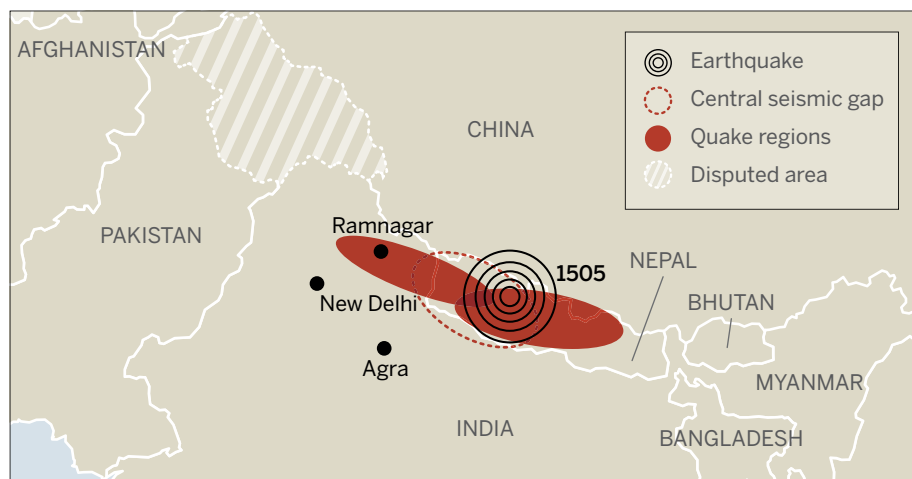 AFGHANISTAN
Earthquake
Central seismic gap
Quake regions
Disputed area
CHINA
PAKISTAN
Ramnagar
1505
NEPAL
New Delhi
BHUTAN
Agra
MYANMAR
INDIA
BANGLADESH